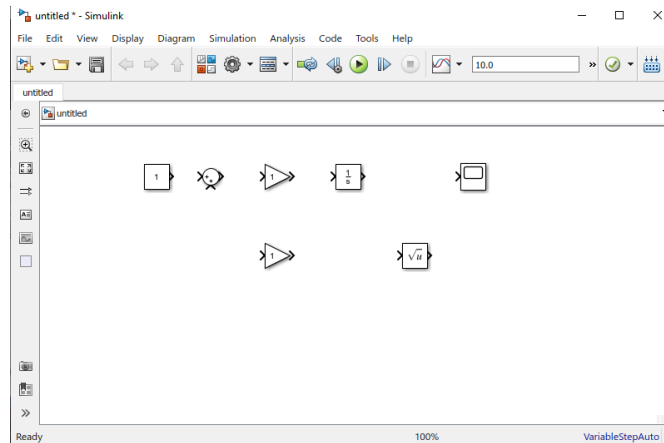 untitled * - Simulink
File Edit View Display Diagram Simulation Analysis Code Tools Help
10.0 »
untitled
untitled
1
1
1
s
1
√u
Ready 100% VariableStepAuto